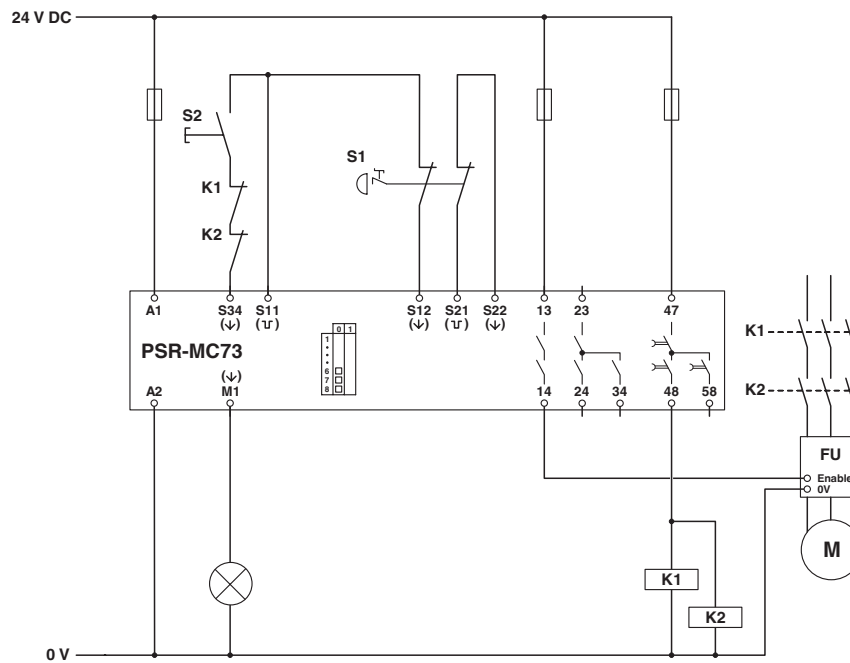 24 V DC
S2
S1
K1
K2
A1
S34
S11
S12
S21
S22
13
23
47
(↓)
(⊓)
(↓)
(⊓)
(↓)
0 1
1
6
7
8
PSR-MC73
(↓)
A2
M1
14
24
34
48
58
K1
K2
FU
Enable
0V
M
K1
K2
0 V